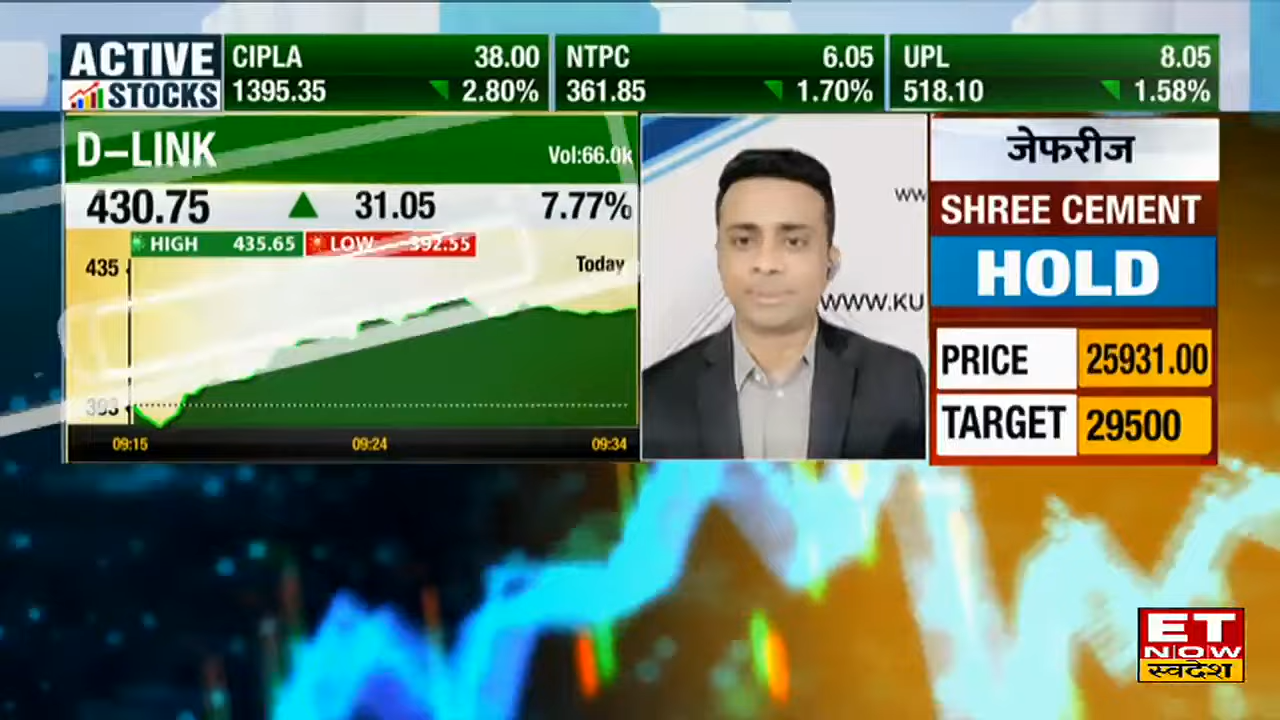 ACTIVE
STOCKS
CIPLA 38.00
1395.35 2.80%
NTPC 6.05
361.85 1.70%
UPL 8.05
518.10 1.58%
D-LINK
Vol:66.0k
430.75 31.05 7.77%
HIGH 435.65 LOW 392.55
435
Today
393
09:15 09:24 09:34
WWW.KU
जेफरीज
SHREE CEMENT
HOLD
PRICE 25931.00
TARGET 29500
ET
NOW
स्वदेश